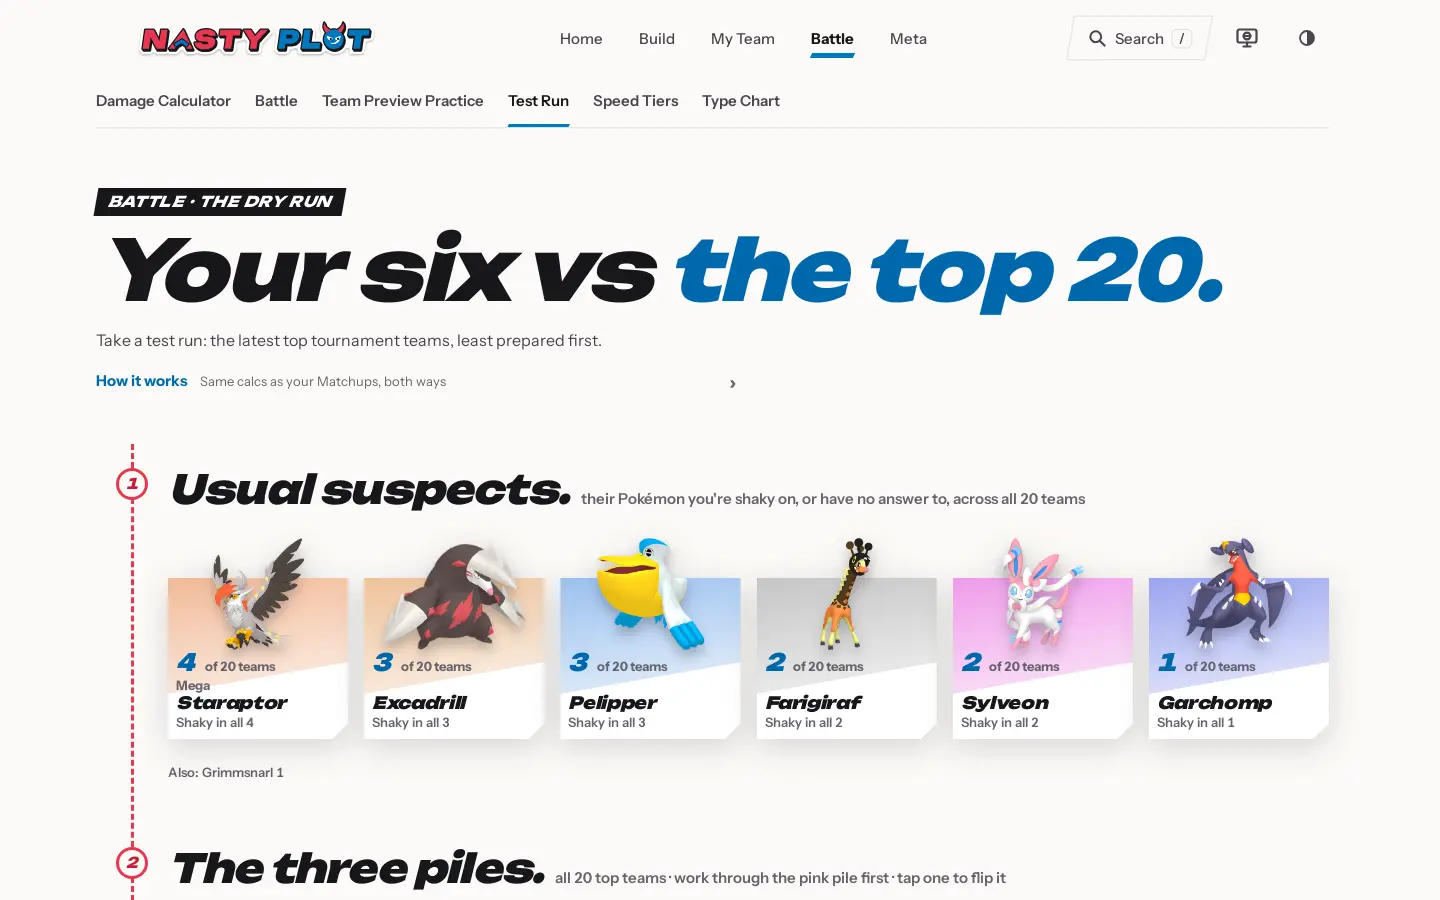 NASTY PLOT
Home
Build
My Team
Battle
Meta
Search /
Damage Calculator
Battle
Team Preview Practice
Test Run
Speed Tiers
Type Chart
BATTLE · THE DRY RUN
Your six vs the top 20.
Take a test run: the latest top tournament teams, least prepared first.
How it works Same calcs as your Matchups, both ways ›
1
Usual suspects. their Pokémon you're shaky on, or have no answer to, across all 20 teams
4 of 20 teams
Mega
Staraptor
Shaky in all 4
3 of 20 teams
Excadrill
Shaky in all 3
3 of 20 teams
Pelipper
Shaky in all 3
2 of 20 teams
Farigiraf
Shaky in all 2
2 of 20 teams
Sylveon
Shaky in all 2
1 of 20 teams
Garchomp
Shaky in all 1
Also: Grimmsnarl 1
2
The three piles. all 20 top teams · work through the pink pile first · tap one to flip it